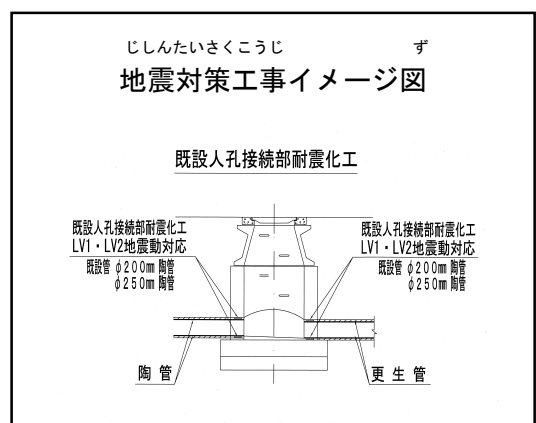 じしんたいさくこうじ ず
地震対策工事イメージ図
既設人孔接続部耐震化工
既設人孔接続部耐震化工
LV1・LV2地震動対応
既設管 φ200mm 陶管
φ250mm 陶管
既設人孔接続部耐震化工
LV1・LV2地震動対応
既設管 φ200mm 陶管
φ250mm 陶管
陶管
更生管